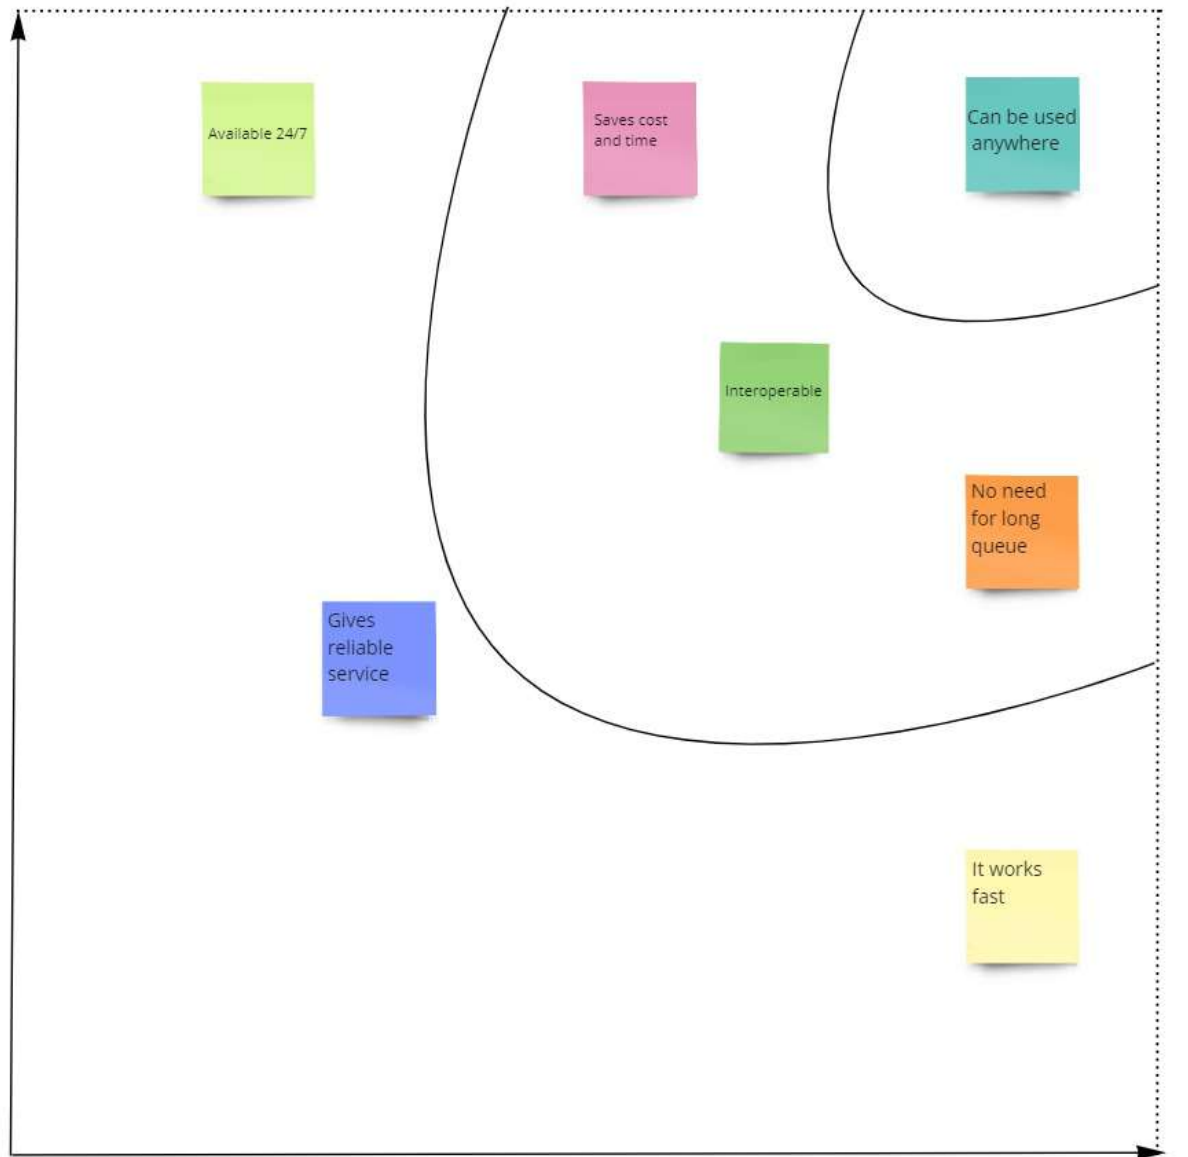 Available 24/7
Saves cost
and time
Can be used
anywhere
Interoperable
No need
for long
queue
Gives
reliable
service
It works
fast